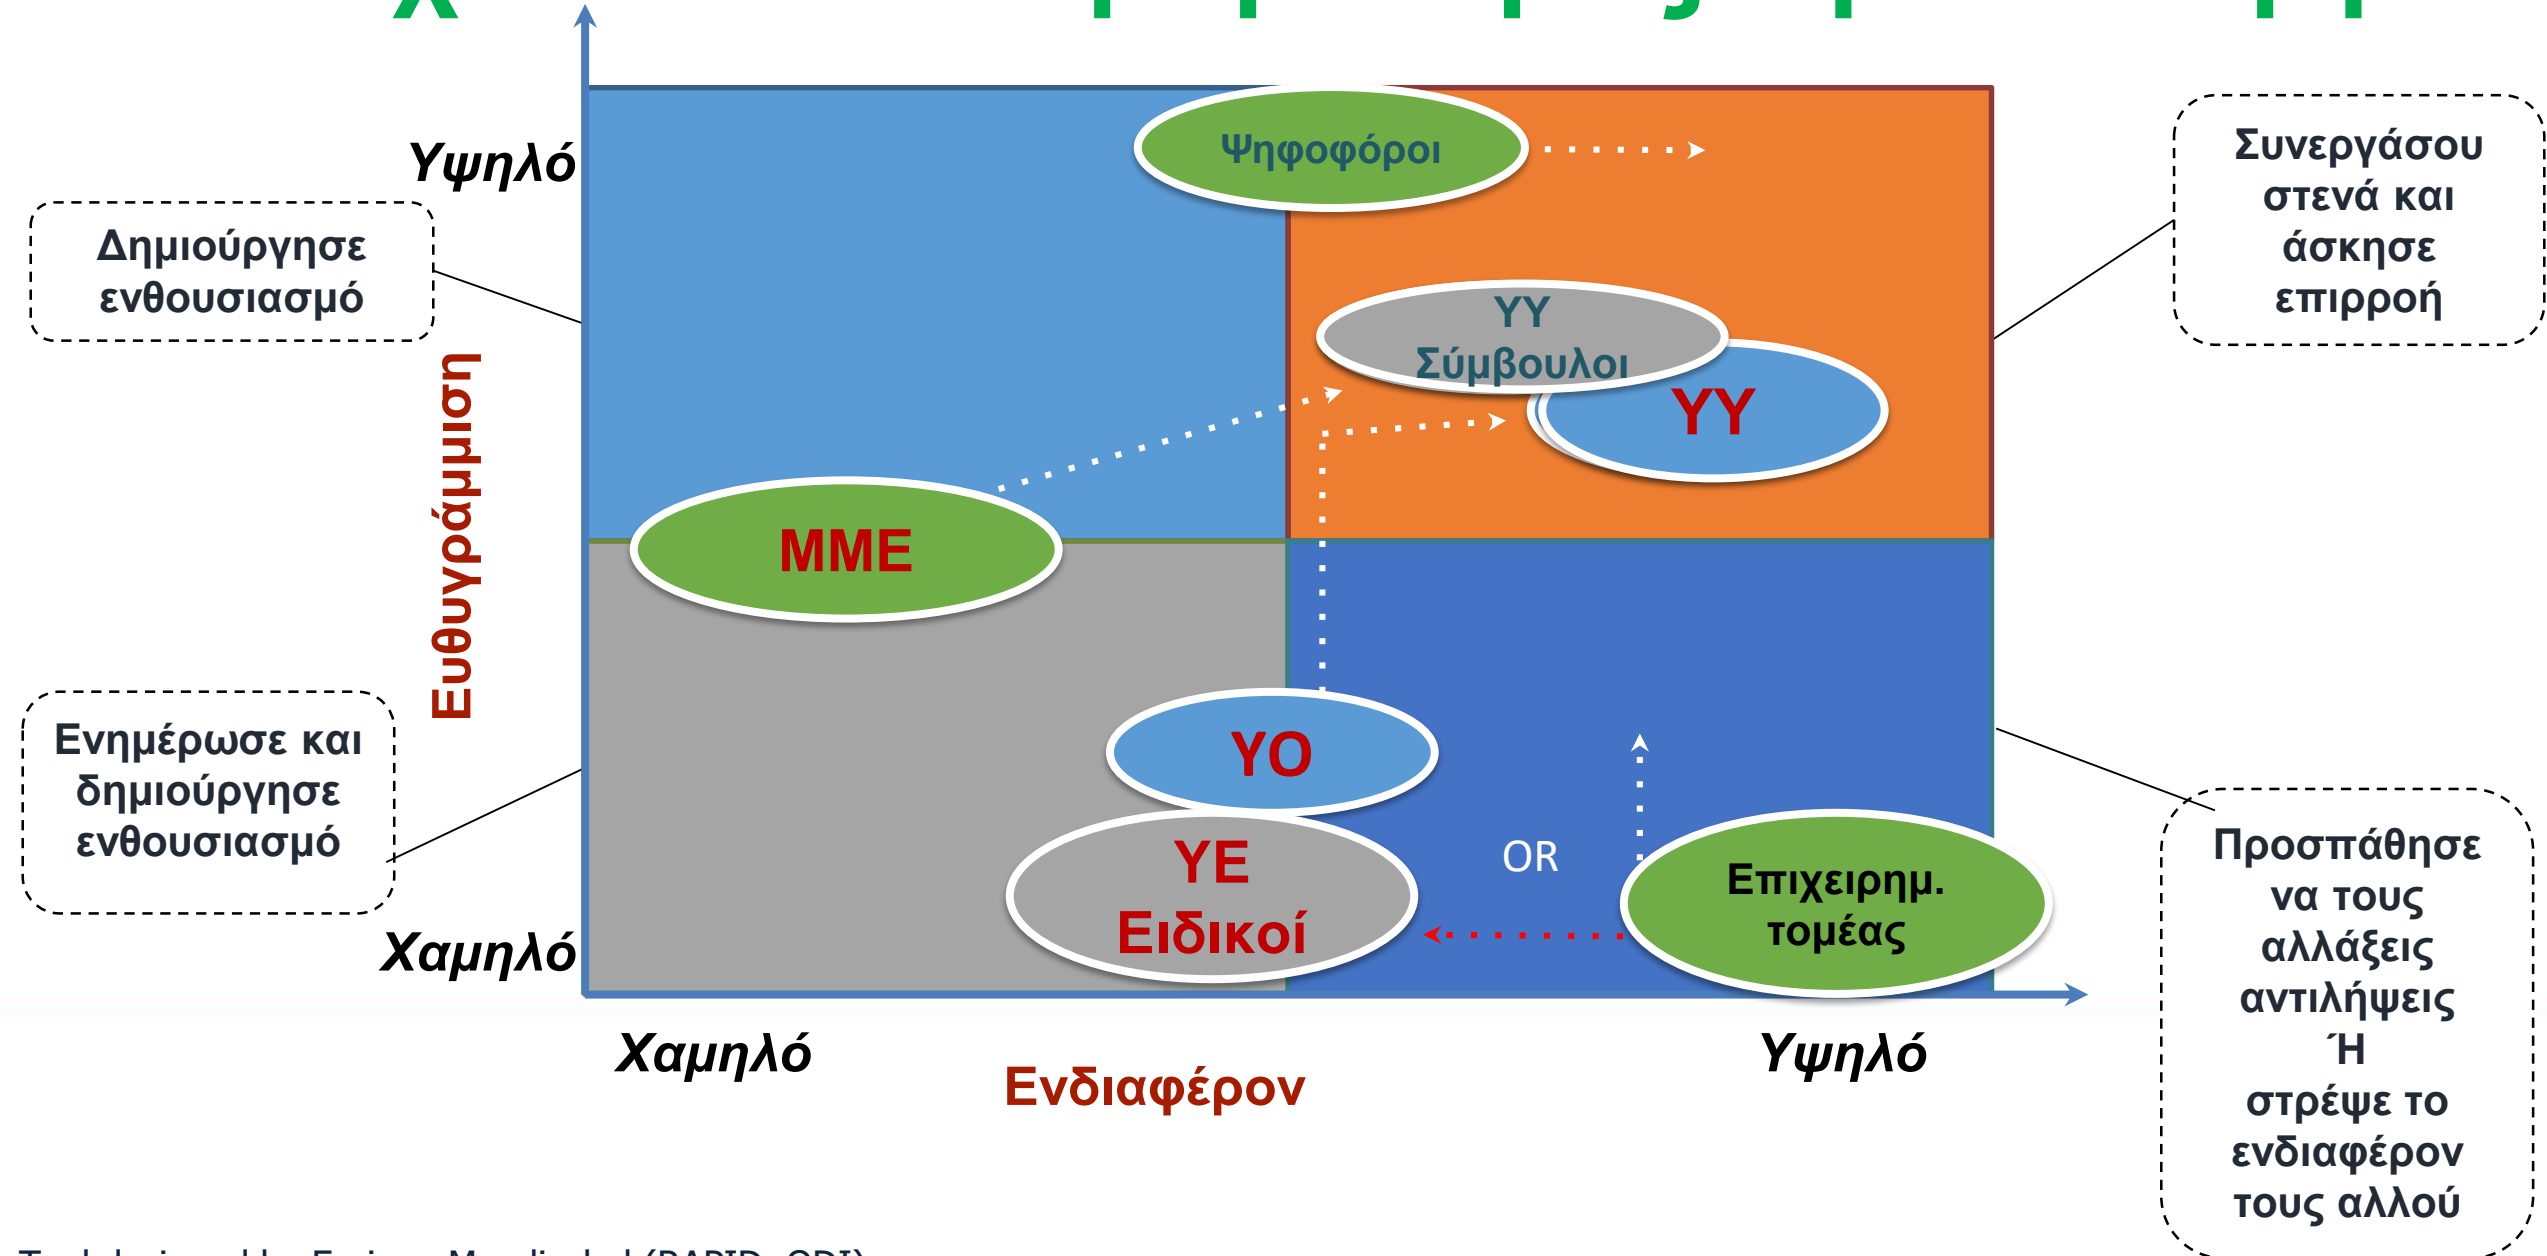 Υψηλό
Δημιούργησε
ενθουσιασμό
Ευθυγράμμιση
Ενημέρωσε και
δημιούργησε
ενθουσιασμό
Χαμηλό
Ψηφοφόροι
ΥΥ
Σύμβουλοι
ΥΥ
ΜΜΕ
ΥΟ
ΥΕ
Ειδικοί
OR
Επιχειρημ.
τομέας
Συνεργάσου
στενά και
άσκησε
επιρροή
Προσπάθησε
να τους
αλλάξεις
αντιλήψεις
Ή
στρέψε το
ενδιαφέρον
τους αλλού
Χαμηλό
Υψηλό
Ενδιαφέρον